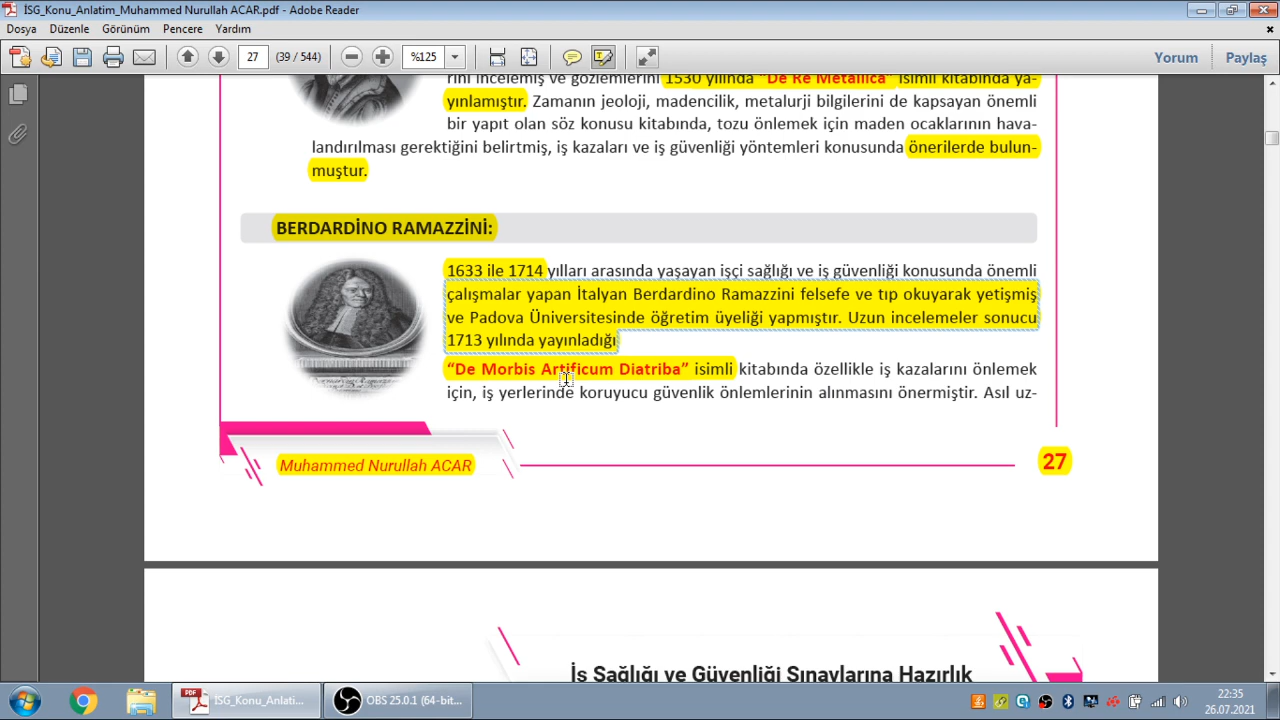 İSG_Konu_Anlatim_Muhammed Nurullah ACAR.pdf - Adobe Reader
Dosya Düzenle Görünüm Pencere Yardım
27 (39 / 544) %125 Yorum Paylaş
rini incelemiş ve gözlemlerini 1530 yılında “De Re Metallica” isimli kitabında ya-
yınlamıştır. Zamanın jeoloji, madencilik, metalurji bilgilerini de kapsayan önemli
bir yapıt olan söz konusu kitabında, tozu önlemek için maden ocaklarının hava-
landırılması gerektiğini belirtmiş, iş kazaları ve iş güvenliği yöntemleri konusunda önerilerde bulun-
muştur.
BERDARDİNO RAMAZZİNİ:
1633 ile 1714 yılları arasında yaşayan işçi sağlığı ve iş güvenliği konusunda önemli
çalışmalar yapan İtalyan Berdardino Ramazzini felsefe ve tıp okuyarak yetişmiş
ve Padova Üniversitesinde öğretim üyeliği yapmıştır. Uzun incelemeler sonucu
1713 yılında yayınladığı
“De Morbis Artificum Diatriba” isimli kitabında özellikle iş kazalarını önlemek
için, iş yerlerinde koruyucu güvenlik önlemlerinin alınmasını önermiştir. Asıl uz-
Muhammed Nurullah ACAR
27
İş Sağlığı ve Güvenliği Sınavlarına Hazırlık
PDF İSG_Konu_Anlati... OBS 25.0.1 (64-bit...
22:35
26.07.2021